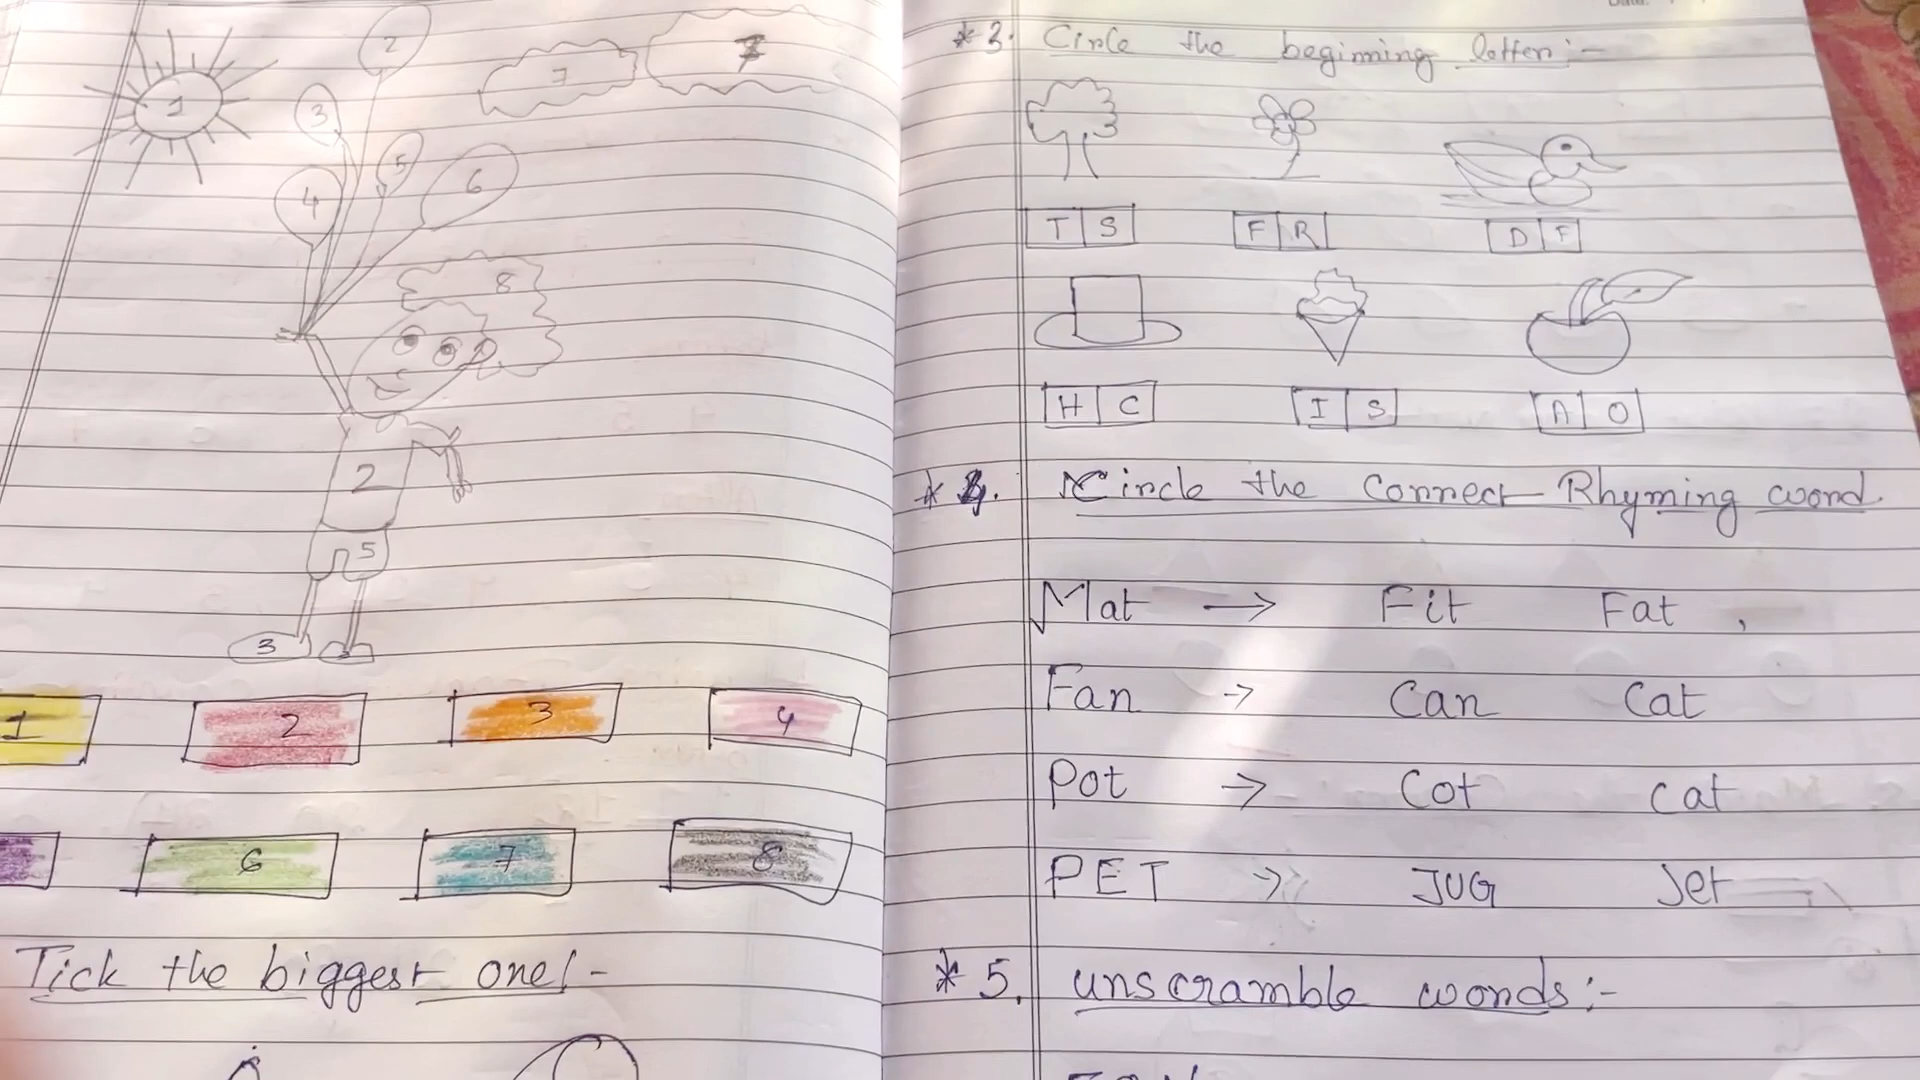 2
7
7
1
3
5
6
4
8
2
5
3
1 2 3 4
6 7 8
Tick the biggest one!-
*3. Circle the beginning letter:-
T S F R D F
H C I S A O
* 4. Circle the correct Rhyming word
Mat → Fit Fat
Fan → Can Cat
Pot → Cot Cat
PET → JUG Jet
* 5. unscramble words:-